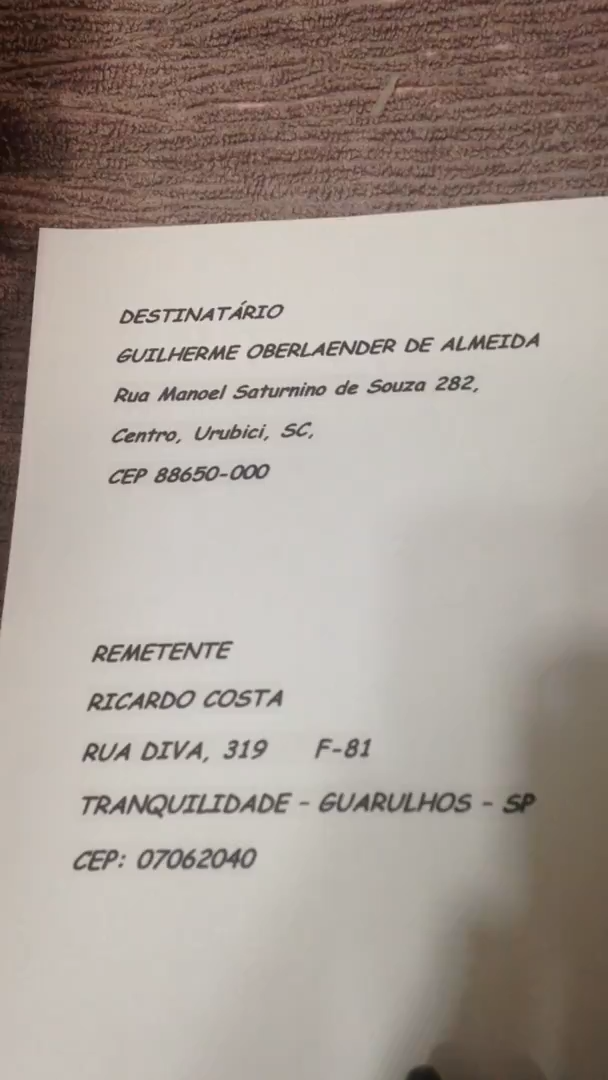 DESTINATÁRIO
GUILHERME OBERLAENDER DE ALMEIDA
Rua Manoel Saturnino de Souza 282,
Centro, Urubici, SC,
CEP 88650-000
REMETENTE
RICARDO COSTA
RUA DIVA, 319 F-81
TRANQUILIDADE - GUARULHOS - SP
CEP: 07062040